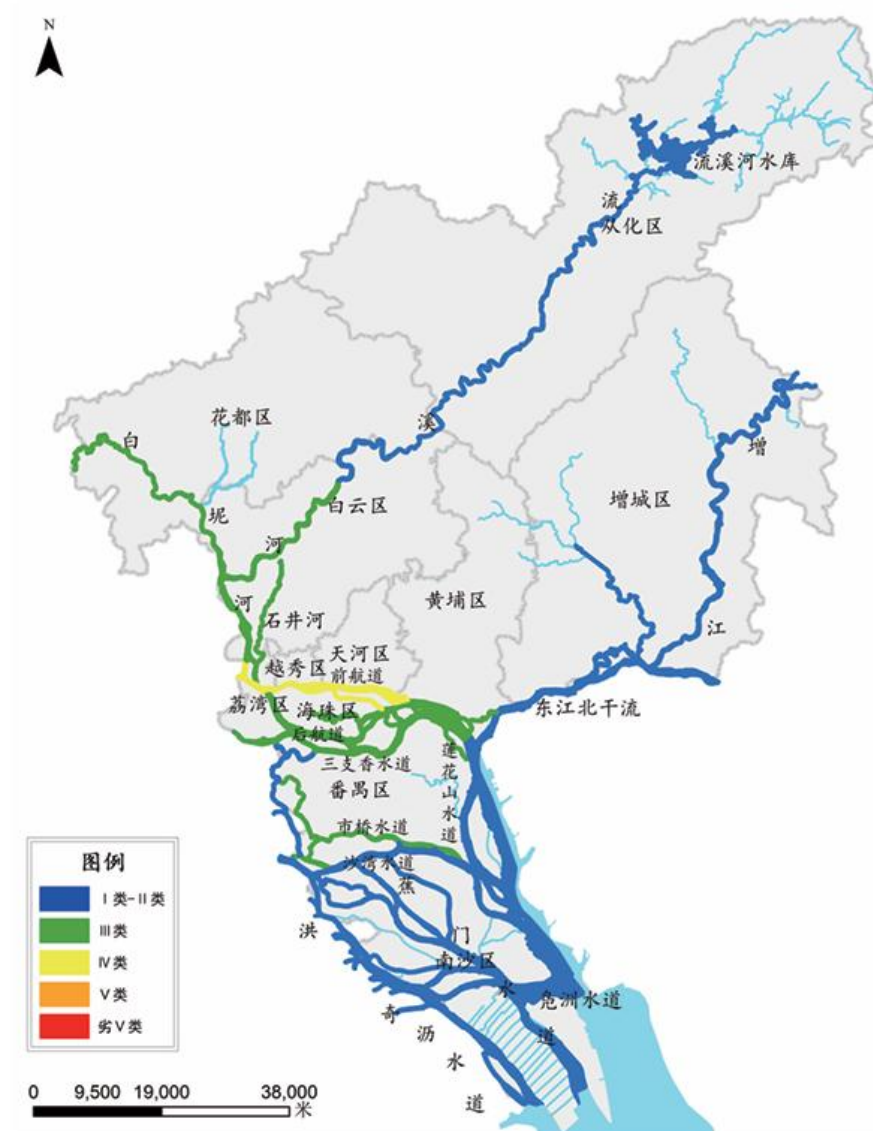 N
流溪河水库
流
从化区
花都区
溪
白
增
坭
白云区
增城区
河
黄埔区
河
石井河
江
天河区
越秀区
前航道
荔湾区
海珠区
东江北干流
后航道
莲花山水道
三支香水道
番禺区
市桥水道
沙湾水道
蕉
洪
门
南沙区
水
凫洲水道
奇
沥
道
水
道
图例
Ⅰ类-Ⅱ类
Ⅲ类
Ⅳ类
Ⅴ类
劣Ⅴ类
0 9,500 19,000 38,000
米